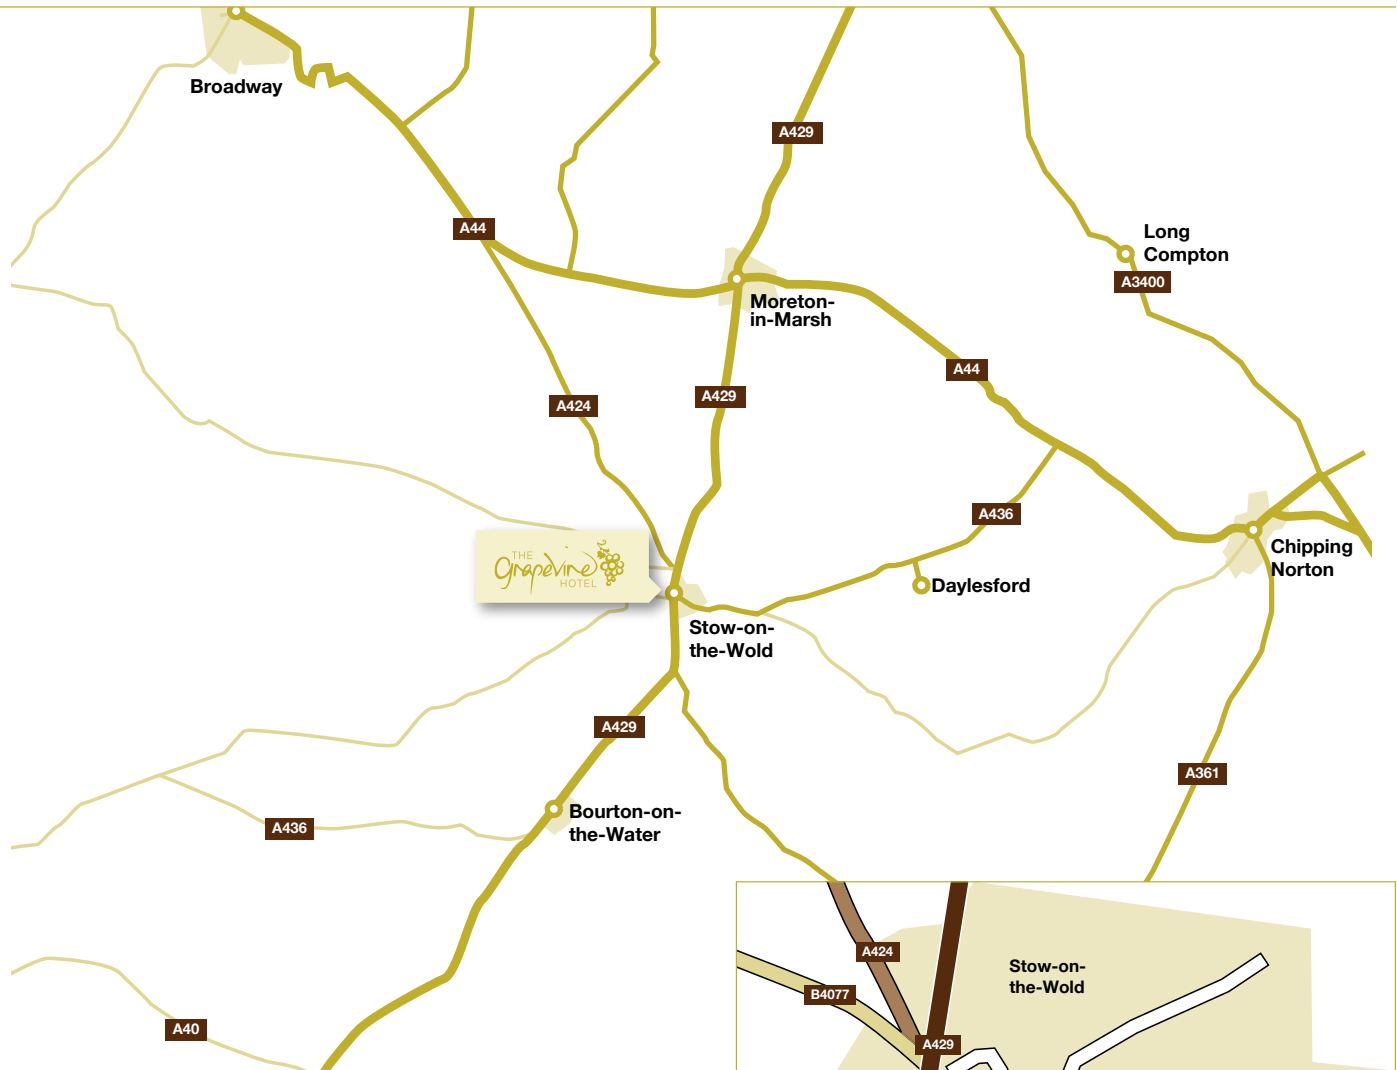 Broadway
A429
A44
Long
Compton
A3400
Moreton-
in-Marsh
A44
A429
A424
A436
Chipping
Norton
THE
Grapevine
HOTEL
Daylesford
Stow-on-
the-Wold
A429
A361
Bourton-on-
the-Water
A436
A424
Stow-on-
the-Wold
B4077
A40
A429